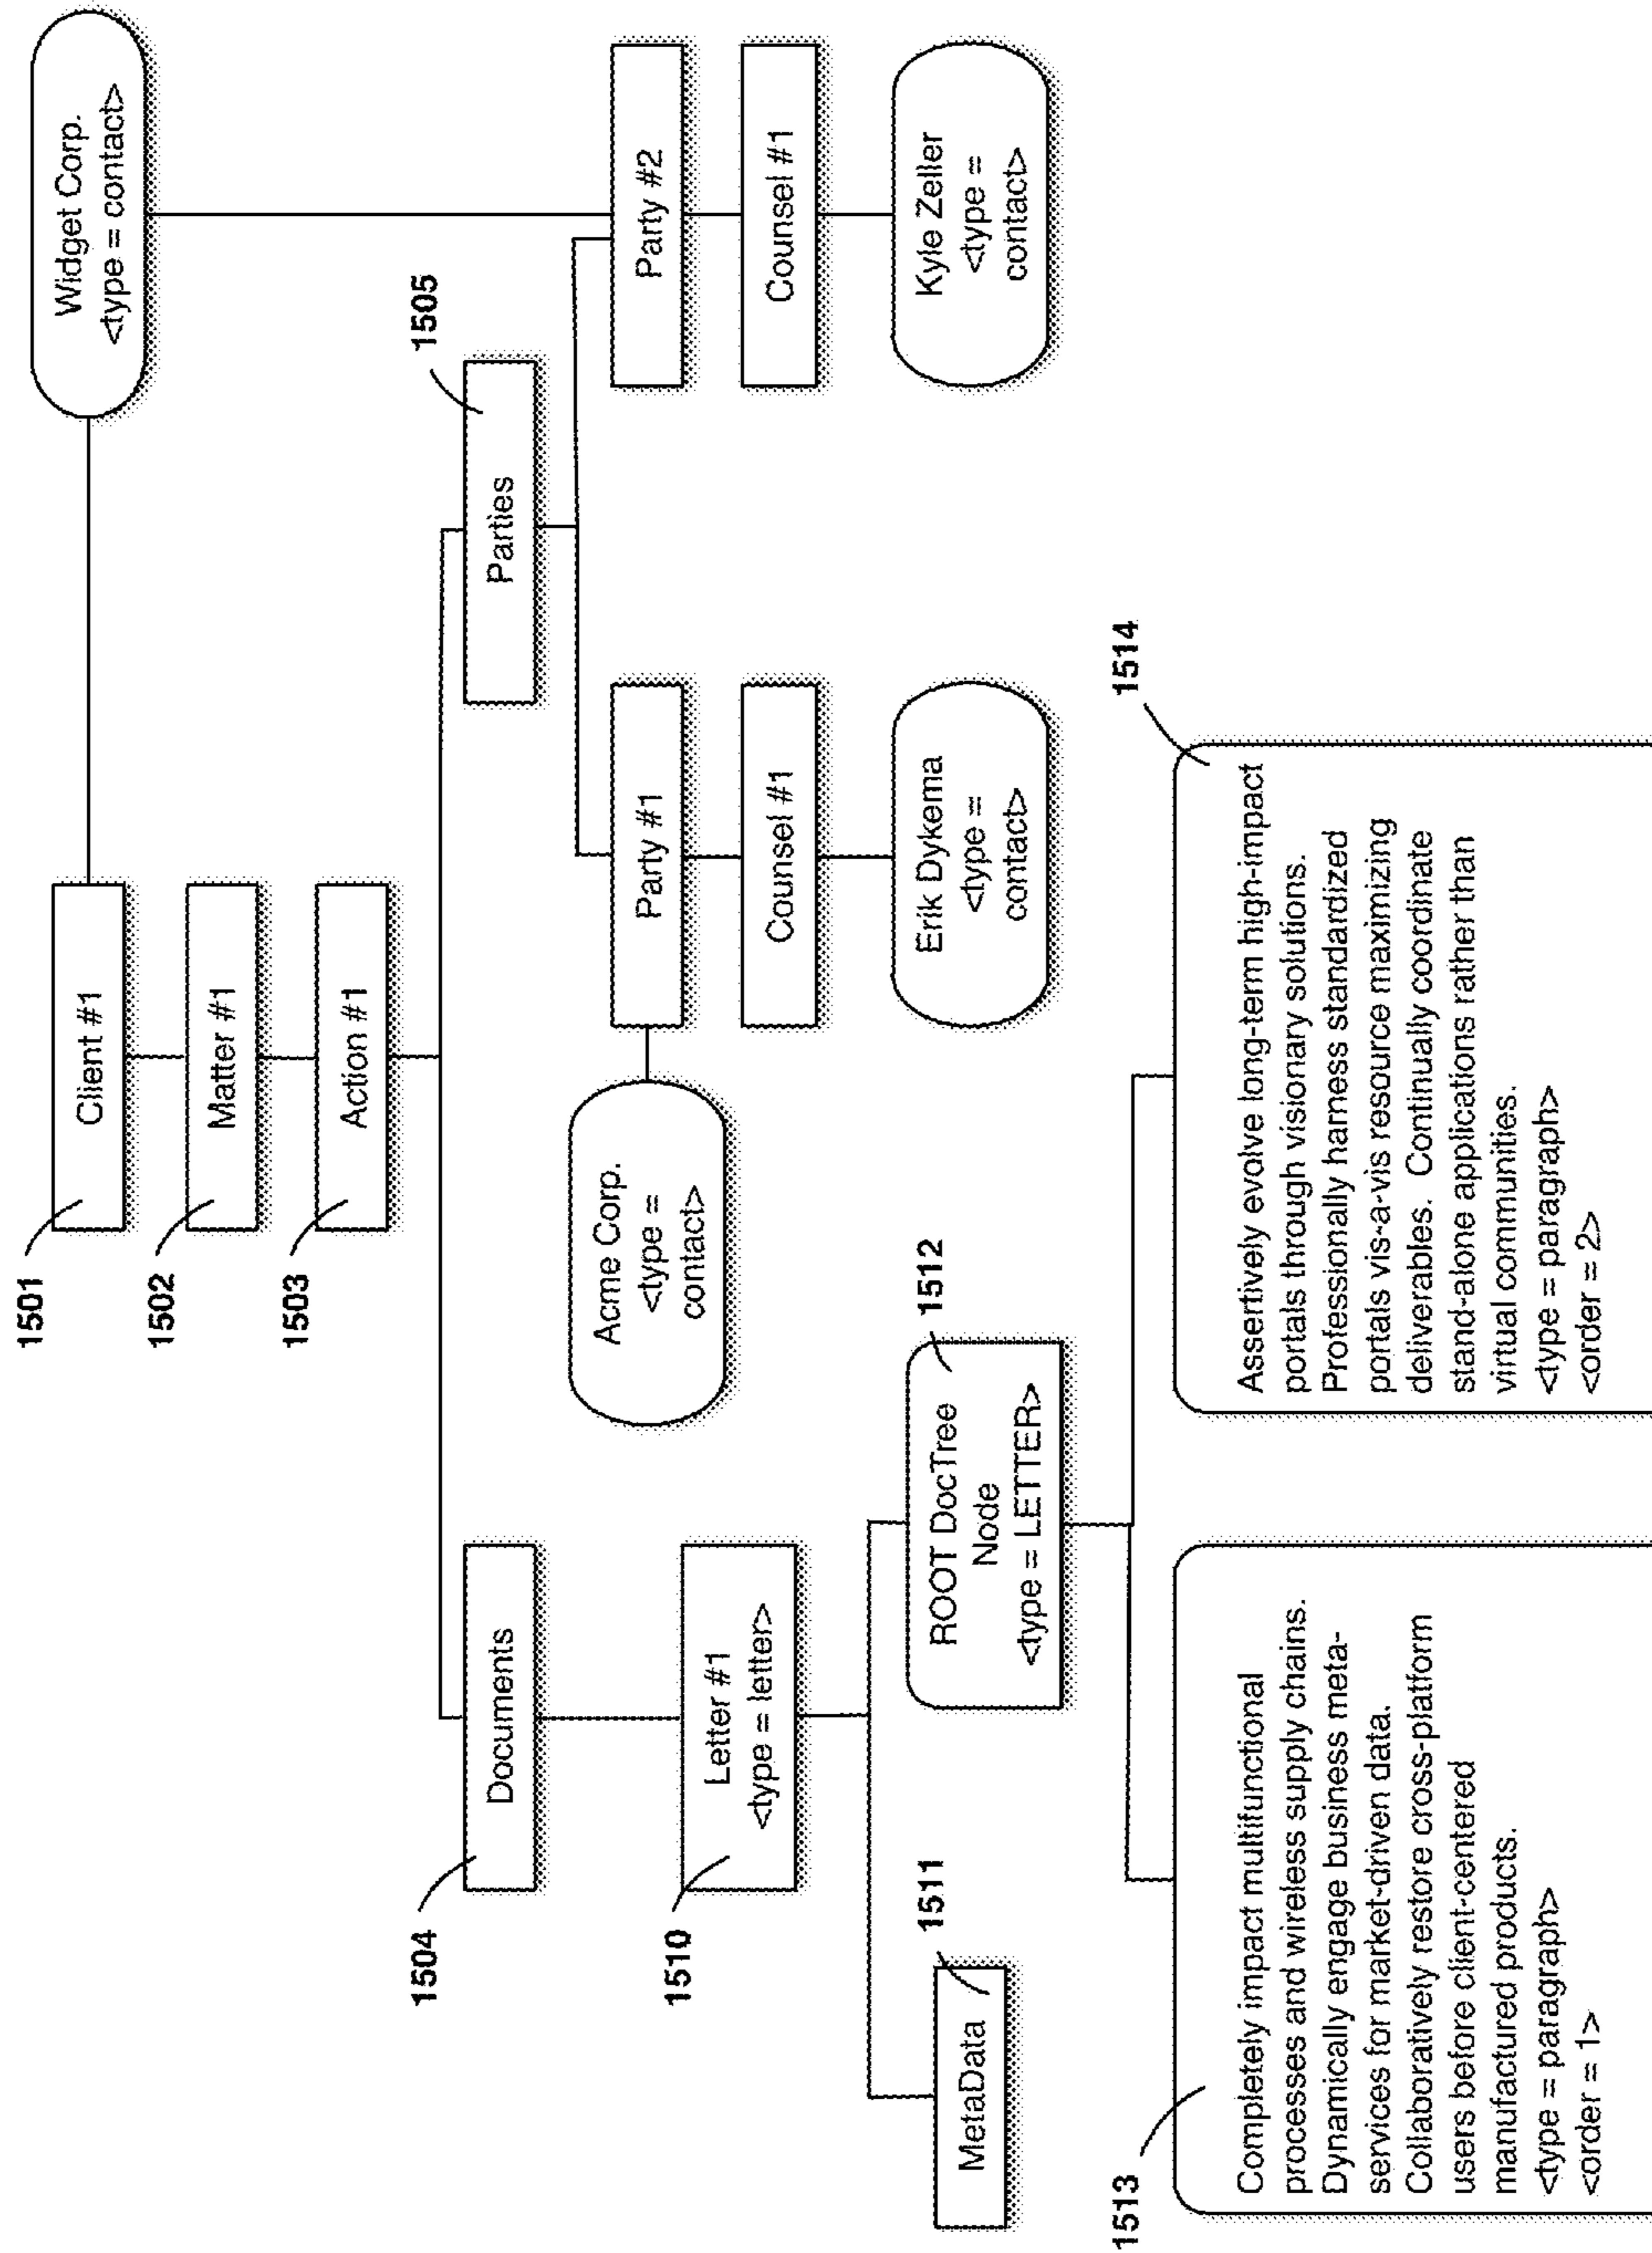 1501
Client #1
Widget Corp.
<type = contact>
1502
Matter #1
1503
Action #1
1504
Documents
1505
Parties
Acme Corp.
<type =
contact>
Party #1
Party #2
1510
Letter #1
<type = letter>
Counsel #1
Counsel #1
1511
MetaData
1512
ROOT DocTree
Node
<type = LETTER>
Erik Dykema
<type =
contact>
Kyle Zeller
<type =
contact>
1513
Completely impact multifunctional
processes and wireless supply chains.
Dynamically engage business meta-
services for market-driven data.
Collaboratively restore cross-platform
users before client-centered
manufactured products.
<type = paragraph>
<order = 1>
1514
Assertively evolve long-term high-impact
portals through visionary solutions.
Professionally harness standardized
portals vis-a-vis resource maximizing
deliverables.  Continually coordinate
stand-alone applications rather than
virtual communities.
<type = paragraph>
<order = 2>